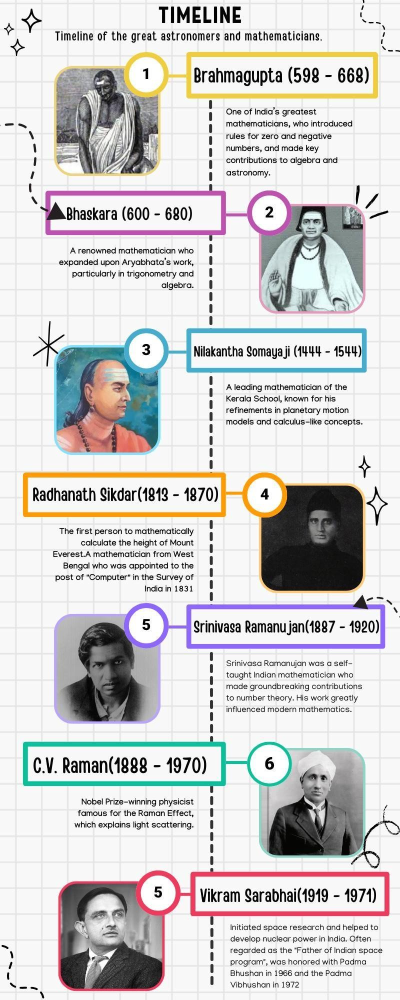 TIMELINE
Timeline of the great astronomers and mathematicians.
1
Brahmagupta (598 - 668)
One of India's greatest
mathematicians, who introduced
rules for zero and negative
numbers, and made key
contributions to algebra and
astronomy.
Bhaskara (600 - 680)
2
A renowned mathematician who
expanded upon Aryabhata's work,
particularly in trigonometry and
algebra.
3
Nilakantha Somayaji (1444 - 1544)
A leading mathematician of the
Kerala School, known for his
refinements in planetary motion
models and calculus-like concepts.
Radhanath Sikdar(1813 - 1870)
4
The first person to mathematically
calculate the height of Mount
Everest.A mathematician from West
Bengal who was appointed to the
post of "Computer" in the Survey of
India in 1831
5
Srinivasa Ramanujan(1887 - 1920)
Srinivasa Ramanujan was a self-
taught Indian mathematician who
made groundbreaking contributions
to number theory. His work greatly
influenced modern mathematics.
C.V. Raman(1888 - 1970)
6
Nobel Prize-winning physicist
famous for the Raman Effect,
which explains light scattering.
5
Vikram Sarabhai(1919 - 1971)
Initiated space research and helped to
develop nuclear power in India. Often
regarded as the "Father of Indian space
program", was honored with Padma
Bhushan in 1966 and the Padma
Vibhushan in 1972